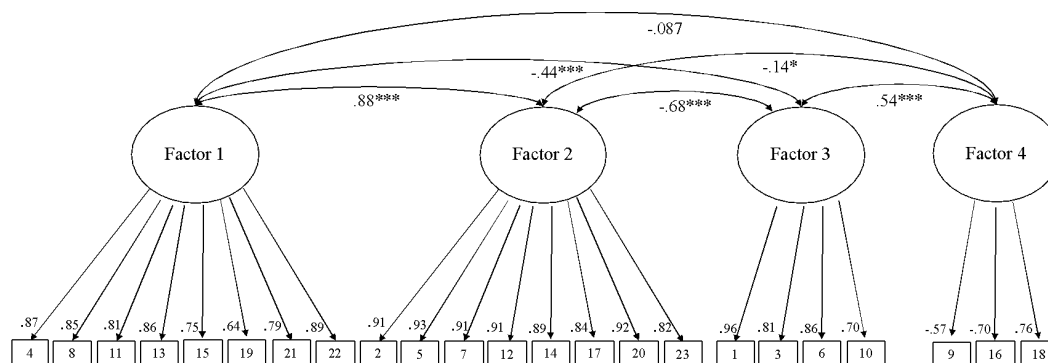 -.087
-.44***
-.14*
.88***
-.68***
.54***
Factor 1
Factor 2
Factor 3
Factor 4
.87 .85 .81 .86 .75 .64 .79 .89 .91 .93 .91 .91 .89 .84 .92 .82 .96 .81 .86 .70 -.57 -.70 .76
4 8 11 13 15 19 21 22 2 5 7 12 14 17 20 23 1 3 6 10 9 16 18